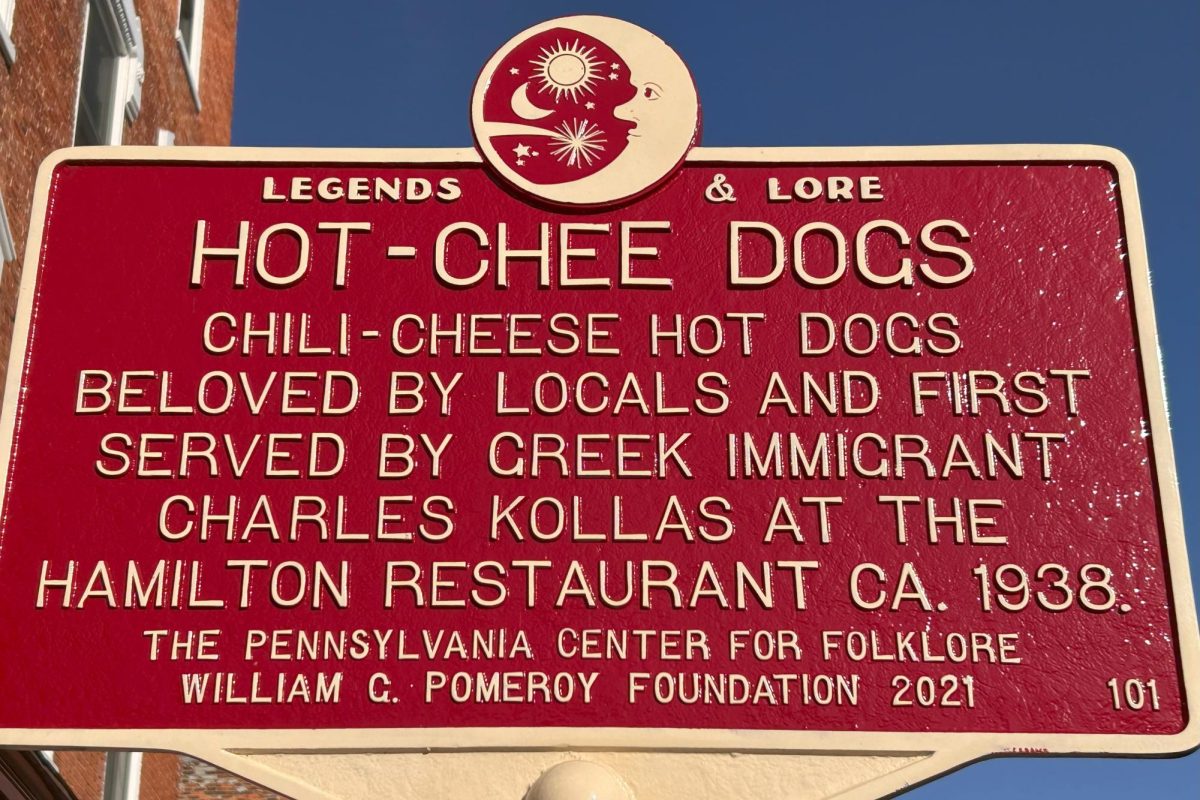 LEGENDS & LORE
HOT-CHEE DOGS
CHILI-CHEESE HOT DOGS
BELOVED BY LOCALS AND FIRST
SERVED BY GREEK IMMIGRANT
CHARLES KOLLAS AT THE
HAMILTON RESTAURANT CA. 1938.
THE PENNSYLVANIA CENTER FOR FOLKLORE
WILLIAM G. POMEROY FOUNDATION 2021 101